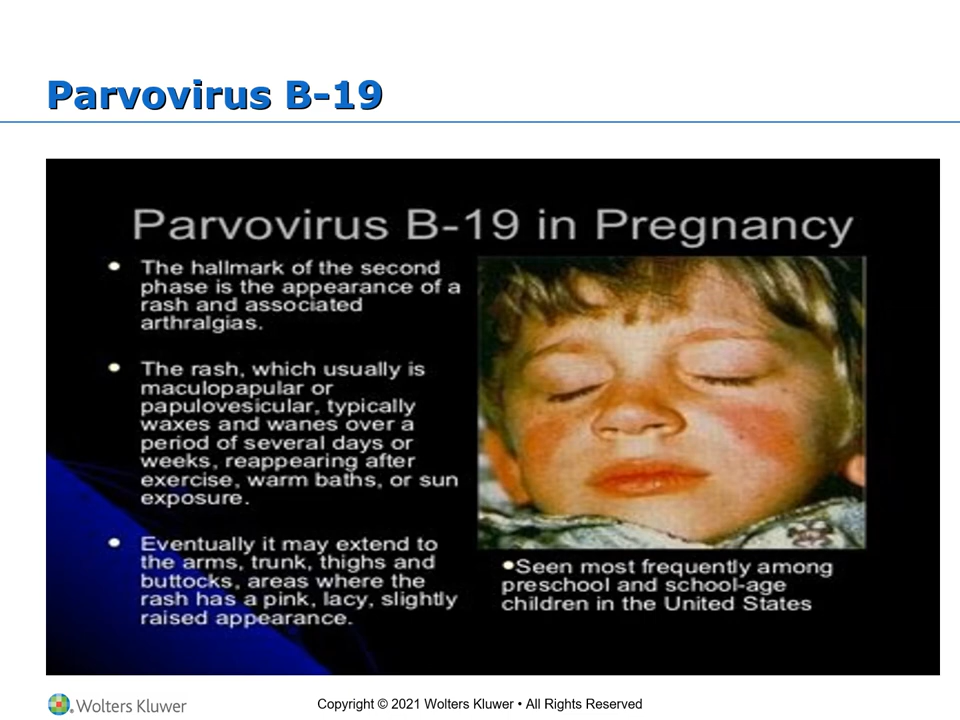 Parvovirus B-19
Parvovirus B-19 in Pregnancy
• The hallmark of the second
phase is the appearance of a
rash and associated
arthralgias.
• The rash, which usually is
maculopapular or
papulovesicular, typically
waxes and wanes over a
period of several days or
weeks, reappearing after
exercise, warm baths, or sun
exposure.
• Eventually it may extend to
the arms, trunk, thighs and
buttocks, areas where the
rash has a pink, lacy, slightly
raised appearance.
•Seen most frequently among
preschool and school-age
children in the United States
Wolters Kluwer
Copyright © 2021 Wolters Kluwer • All Rights Reserved